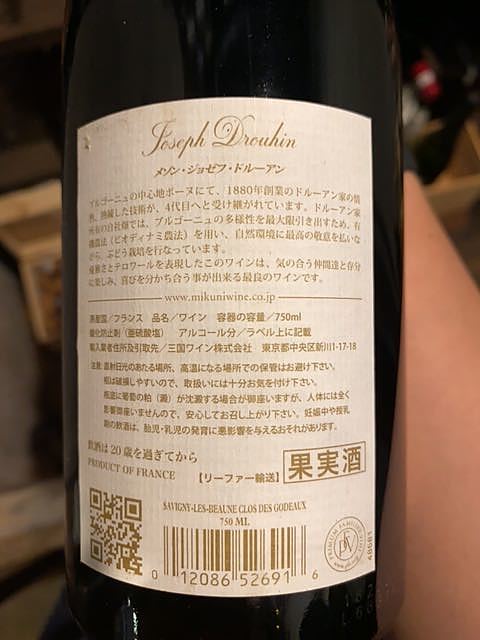 Joseph Drouhin
メゾン・ジョゼフ・ドルーアン
ブルゴーニュの中心地ボーヌにて、1880年創業のドルーアン家の情
熱、熟練した技術が、4代目へと受け継がれています。ドルーアン家
所有の自社畑では、ブルゴーニュの多様性を最大限引き出すため、有
機農法（ビオディナミ農法）を用い、自然環境に最高の敬意を払いな
がら、ぶどう栽培を行なっています。
優雅さとテロワールを表現したこのワインは、気の合う仲間達と存分
に楽しみ、喜びを分かち合う事が出来る最良のワインです。
www.mikuniwine.co.jp
原産国／フランス 品名／ワイン 容器の容量／750ml
酸化防止剤（亜硫酸塩） アルコール分／ラベル上に記載
輸入業者住所及引取先／三国ワイン株式会社 東京都中央区新川1-17-18
注意: 直射日光のあたる場所、高温になる場所での保管はお避け下さい。
瓶は破損しやすいので、取扱いには十分お気を付け下さい。
瓶底に葡萄の粕（澱）が沈澱する場合が御座いますが、人体には全く
影響御座いませんので、安心してお召し上がり下さい。妊娠中や授乳
期の飲酒は、胎児・乳児の発育に悪影響を与えるおそれがあります。
飲酒は20歳を過ぎてから
PRODUCT OF FRANCE
【リーファー輸送】
果実酒
SAVIGNY-LES-BEAUNE CLOS DES GODEAUX
750 ML
0 12086 52691 6
PFV
48681